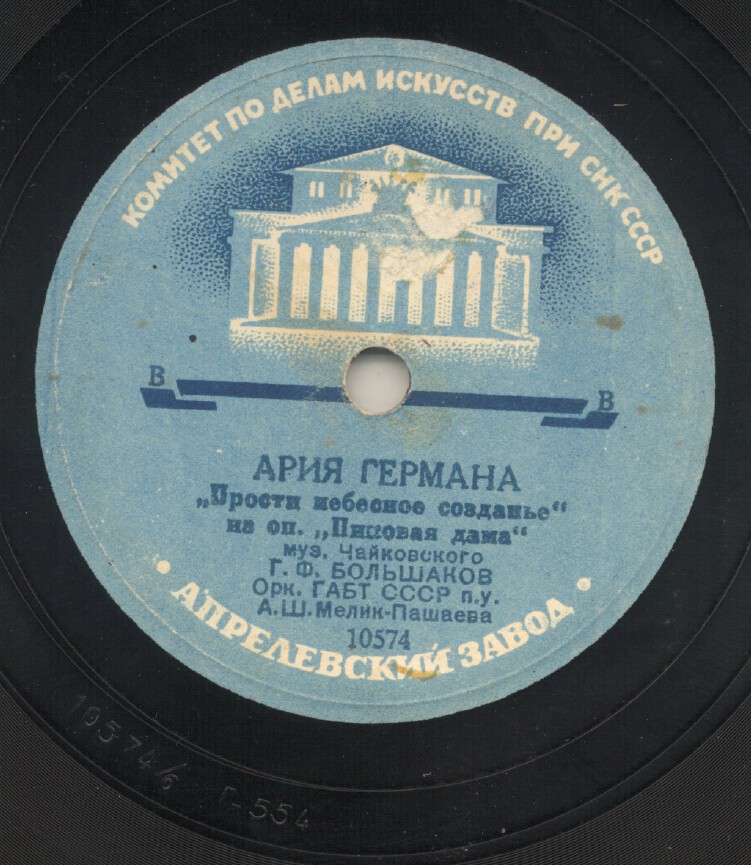 КОМИТЕТ ПО ДЕЛАМ ИСКУССТВ ПРИ СНК СССР
В В
АРИЯ ГЕРМАНА
„Прости небесное созданье“
из оп. „Пиковая дама“
муз. Чайковского
Г. Ф. БОЛЬШАКОВ
Орк. ГАБТ СССР п.у.
А.Ш.Мелик-Пашаева
10574
• АПРЕЛЕВСКИЙ ЗАВОД •
10574/6 Г-554